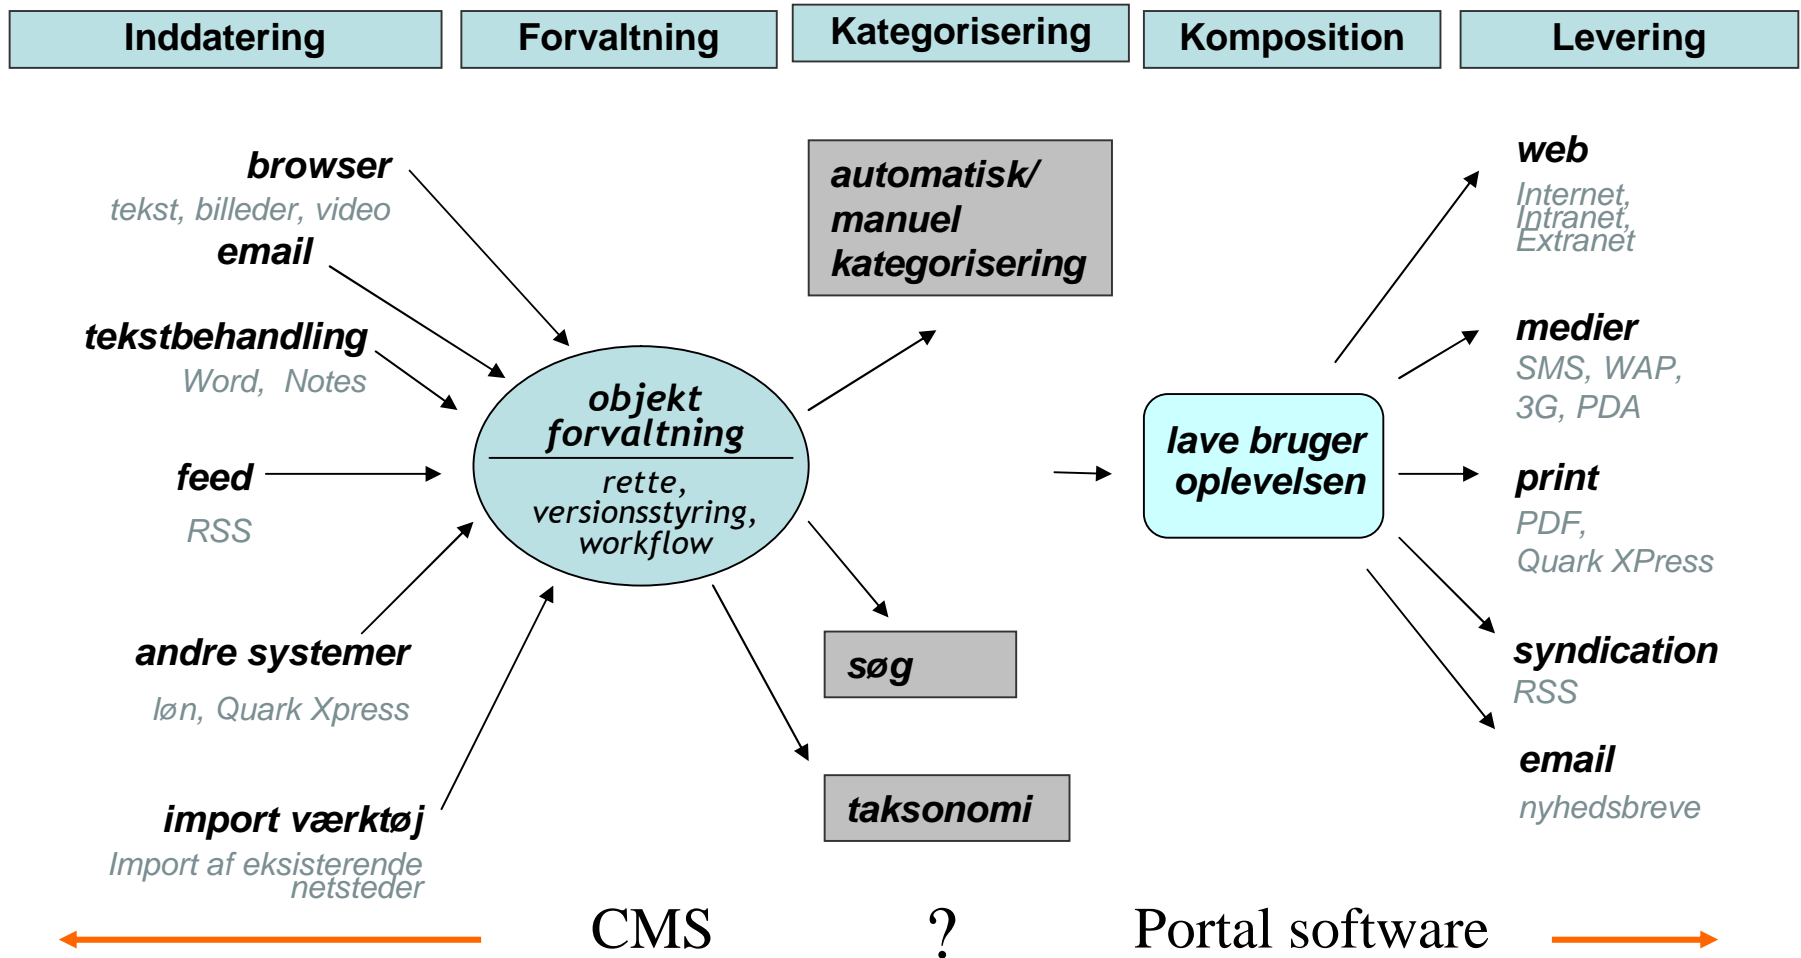 Inddatering
Forvaltning
Kategorisering
Komposition
Levering
browser
tekst, billeder, video
email
tekstbehandling
Word, Notes
feed
RSS
andre systemer
løn, Quark Xpress
import værktøj
Import af eksisterende
netsteder
objekt
forvaltning
rette,
versionsstyring,
workflow
automatisk/
manuel
kategorisering
søg
taksonomi
lave bruger
oplevelsen
web
Internet,
Intranet,
Extranet
medier
SMS, WAP,
3G, PDA
print
PDF,
Quark XPress
syndication
RSS
email
nyhedsbreve
CMS
?
Portal software